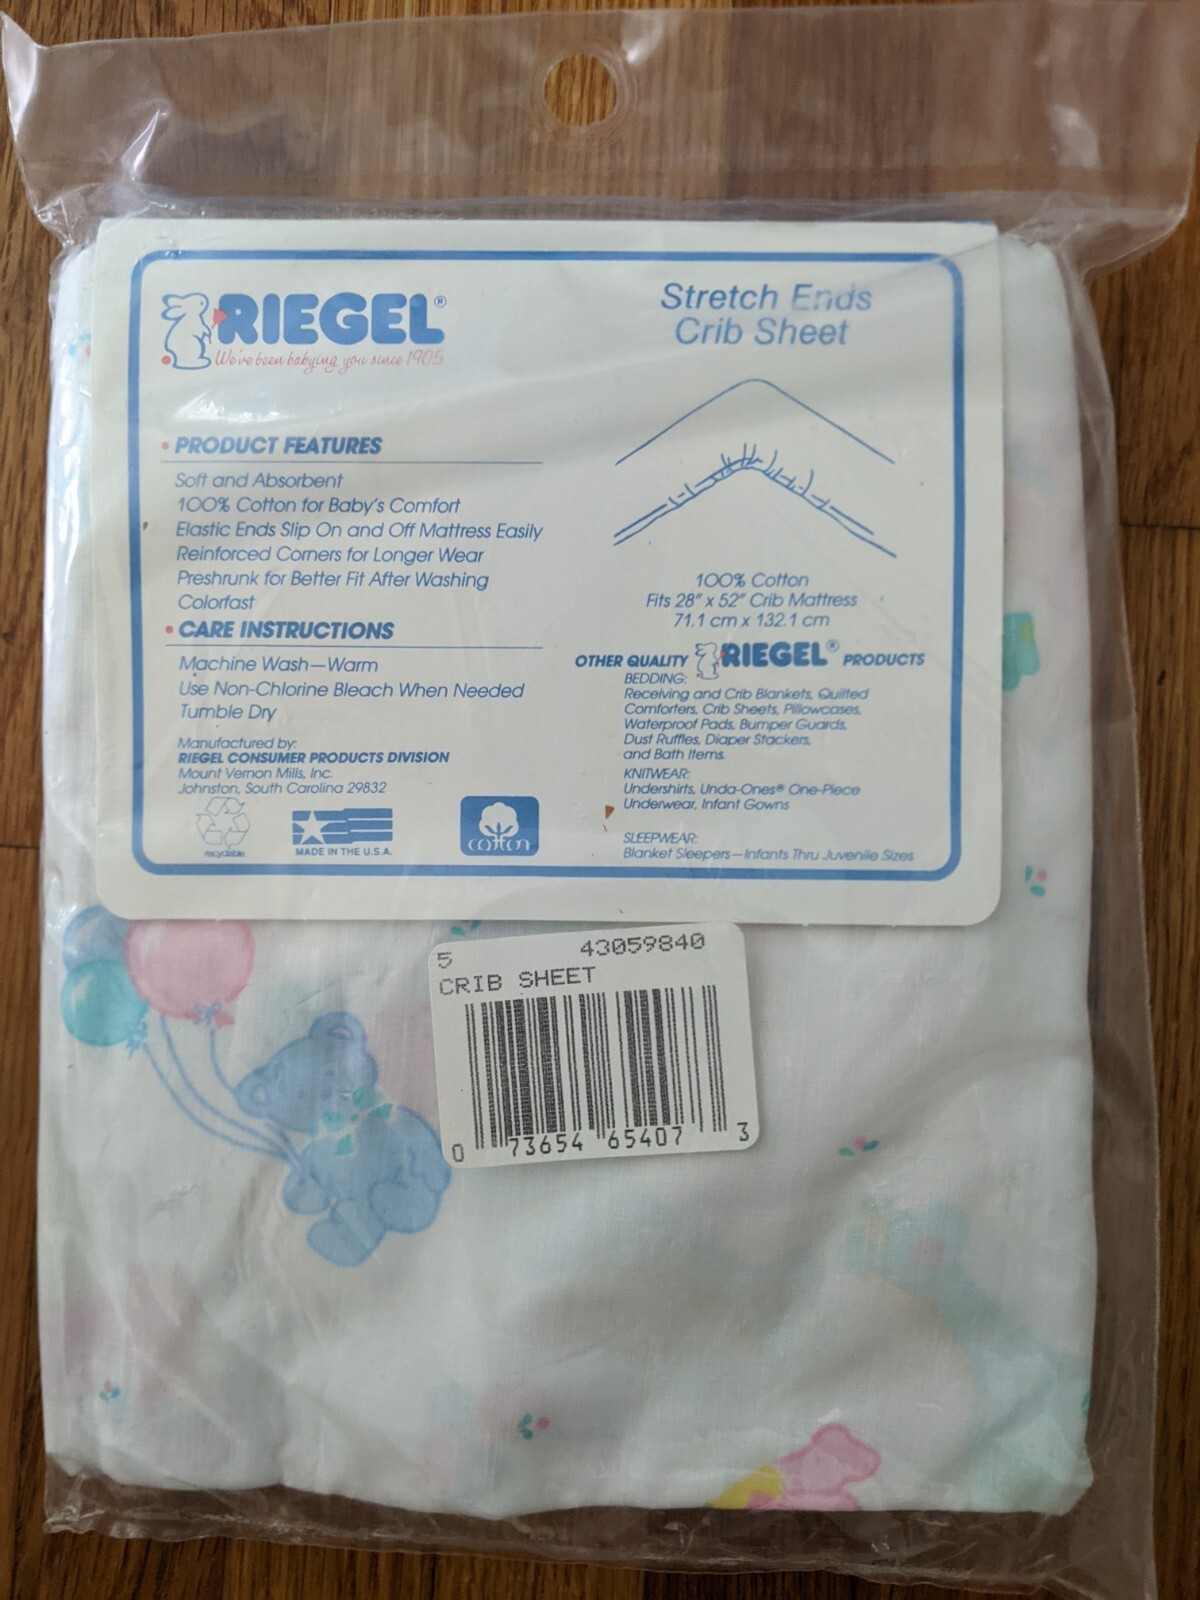 RIEGEL®
We've been babying you since 1905
Stretch Ends
Crib Sheet
• PRODUCT FEATURES
Soft and Absorbent
100% Cotton for Baby's Comfort
Elastic Ends Slip On and Off Mattress Easily
Reinforced Corners for Longer Wear
Preshrunk for Better Fit After Washing
Colorfast
• CARE INSTRUCTIONS
Machine Wash—Warm
Use Non-Chlorine Bleach When Needed
Tumble Dry
Manufactured by:
RIEGEL CONSUMER PRODUCTS DIVISION
Mount Vernon Mills, Inc.
Johnston, South Carolina 29832
recyclable
MADE IN THE U.S.A.
cotton
100% Cotton
Fits 28" x 52" Crib Mattress
71.1 cm x 132.1 cm
OTHER QUALITY RIEGEL® PRODUCTS
BEDDING:
Receiving and Crib Blankets, Quilted
Comforters, Crib Sheets, Pillowcases,
Waterproof Pads, Bumper Guards,
Dust Ruffles, Diaper Stackers,
and Bath Items.
KNITWEAR:
Undershirts, Unda-Ones® One-Piece
Underwear, Infant Gowns
SLEEPWEAR:
Blanket Sleepers—Infants Thru Juvenile Sizes
5 43059840
CRIB SHEET
0 73654 65407 3